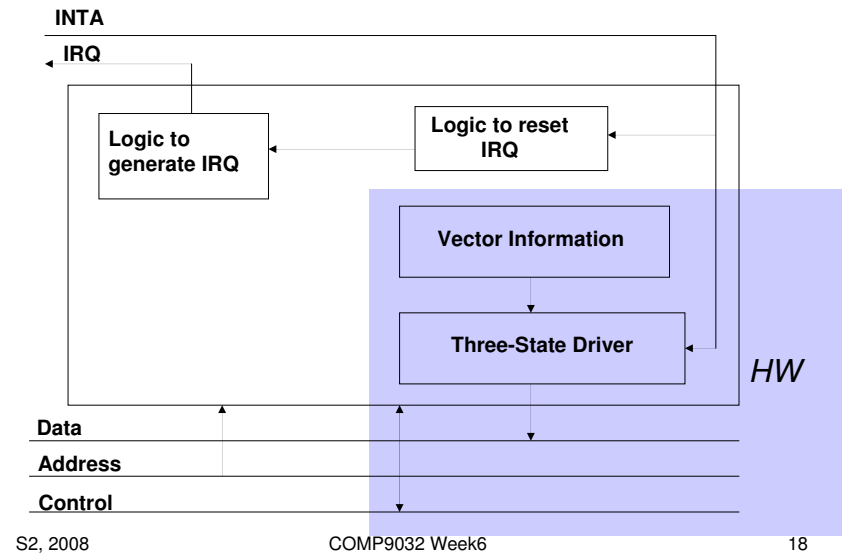 INTA
IRQ
Logic to
generate IRQ
Logic to reset
IRQ
Vector Information
Three-State Driver
HW
Data
Address
Control
S2, 2008 COMP9032 Week6 18